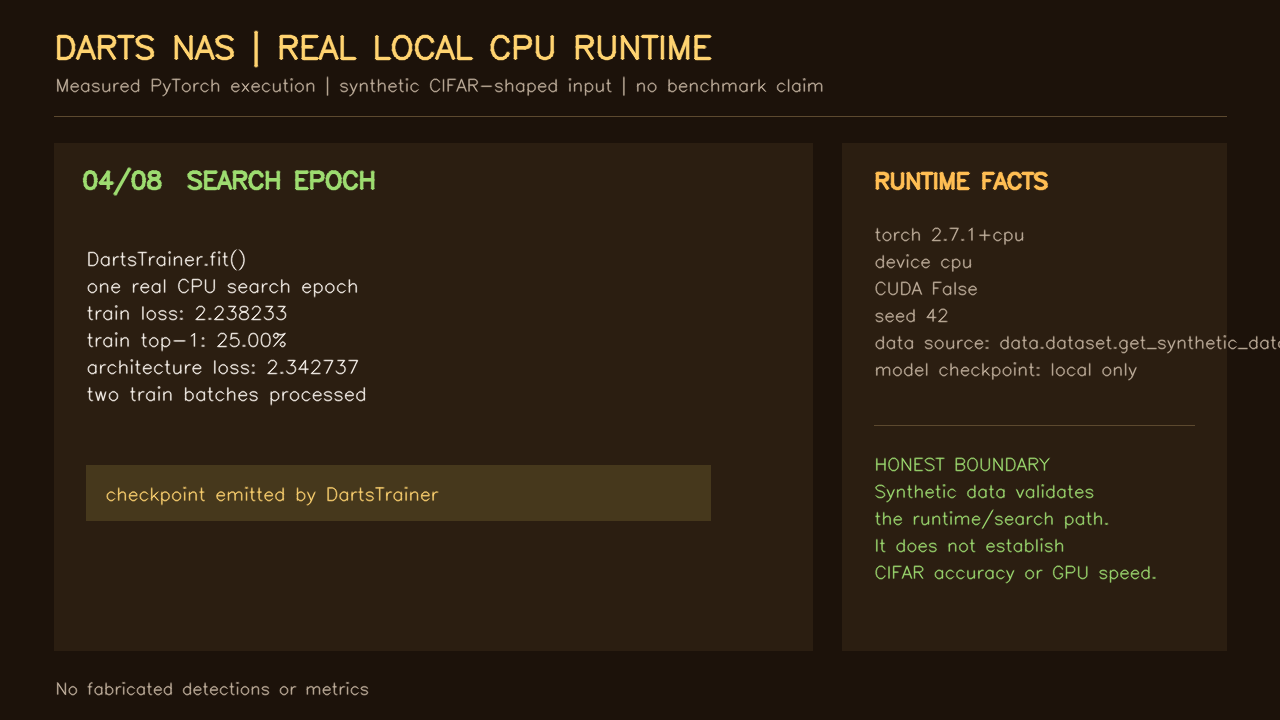 DARTS NAS | REAL LOCAL CPU RUNTIME
Measured PyTorch execution | synthetic CIFAR-shaped input | no benchmark claim
04/08 SEARCH EPOCH
DartsTrainer.fit()
one real CPU search epoch
train loss: 2.238233
train top-1: 25.00%
architecture loss: 2.342737
two train batches processed
checkpoint emitted by DartsTrainer
RUNTIME FACTS
torch 2.7.1+cpu
device cpu
CUDA False
seed 42
data source: data.dataset.get_synthetic_dat
model checkpoint: local only
HONEST BOUNDARY
Synthetic data validates
the runtime/search path.
It does not establish
CIFAR accuracy or GPU speed.
No fabricated detections or metrics